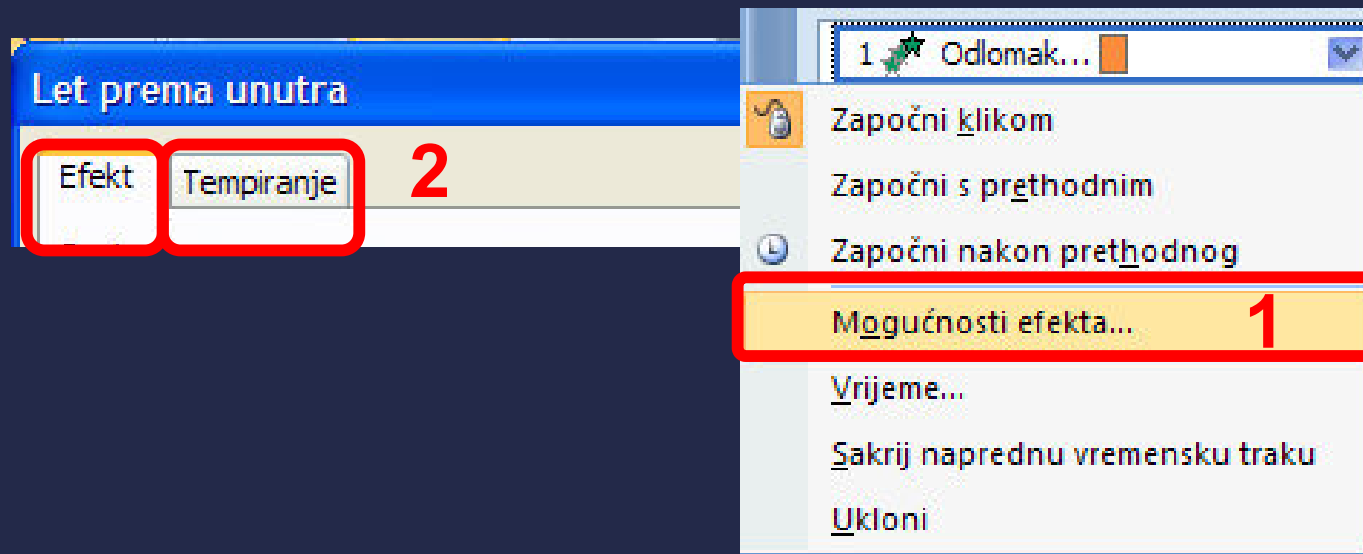 Let prema unutra
Efekt
Tempiranje
2
1 Odlomak...
Započni klikom
Započni s prethodnim
Započni nakon prethodnog
Mogućnosti efekta...
1
Vrijeme...
Sakrij naprednu vremensku traku
Ukloni